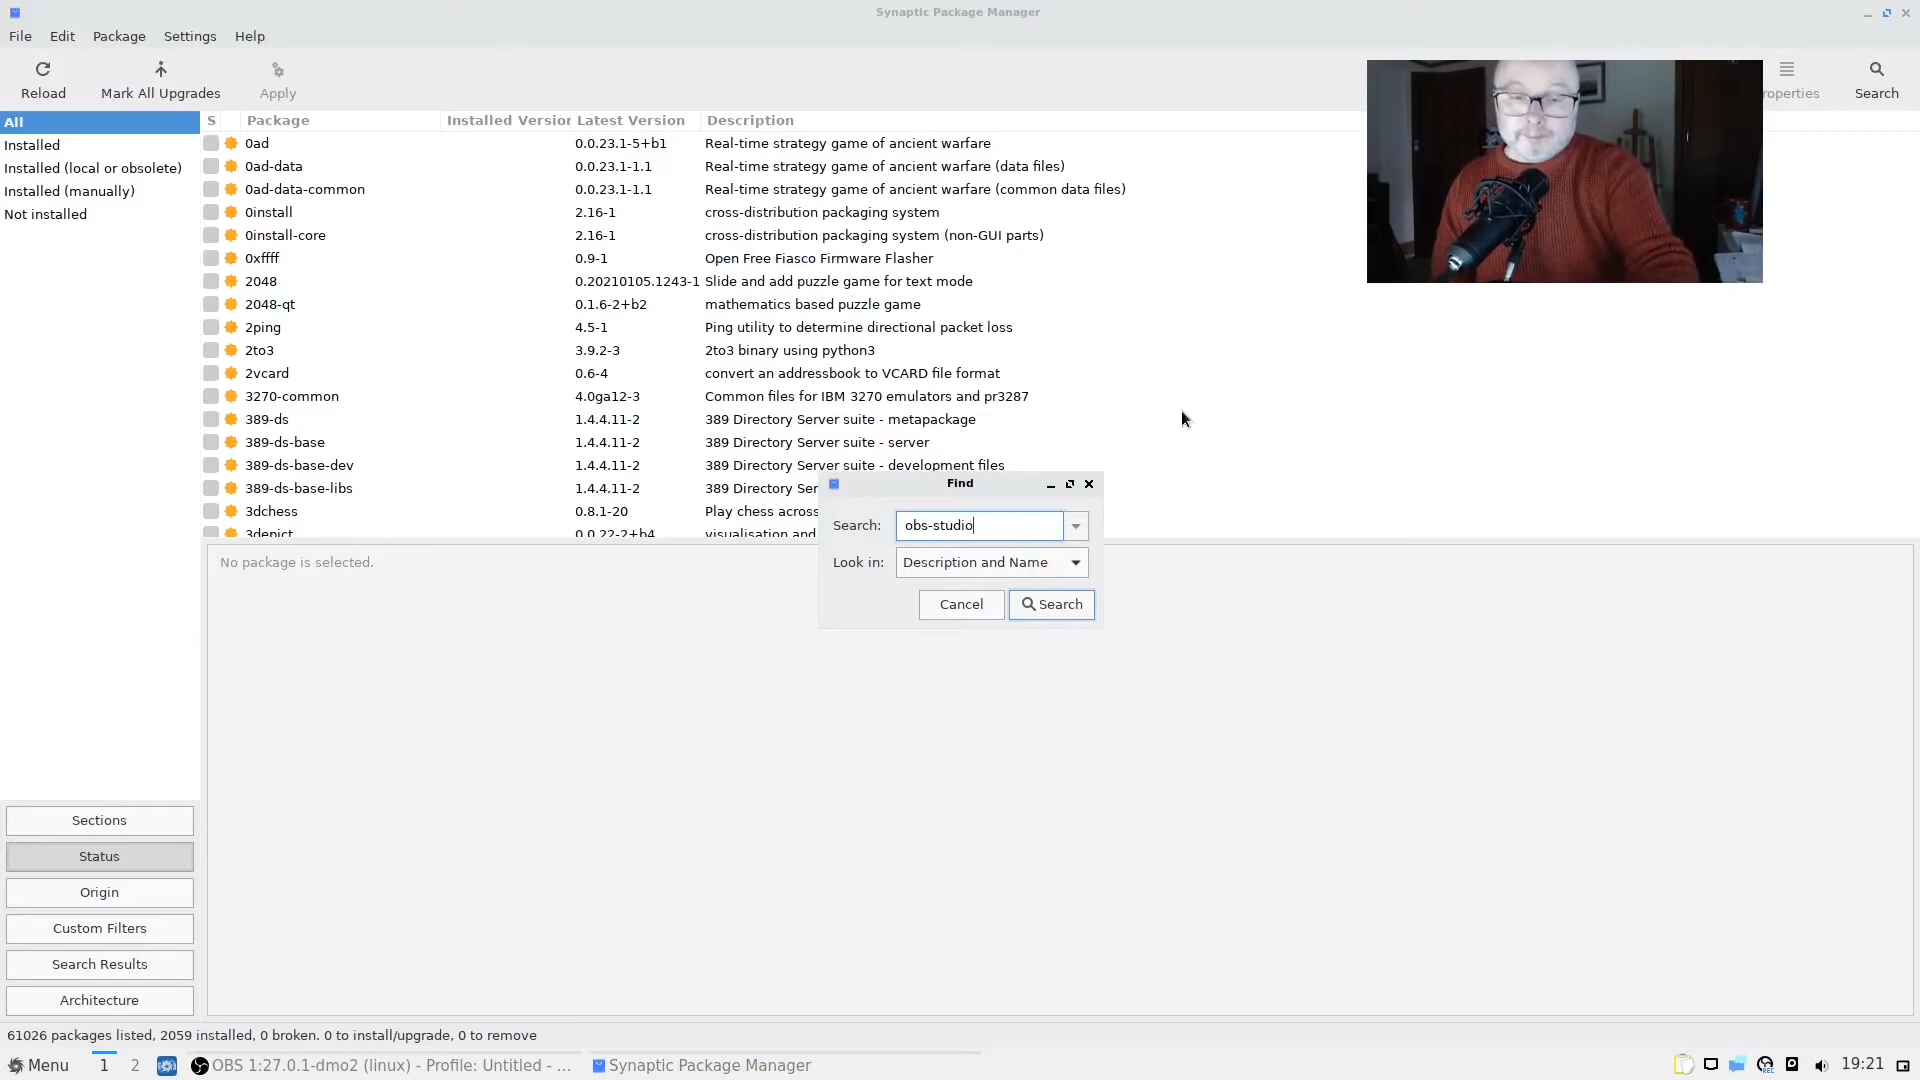 Synaptic Package Manager
File Edit Package Settings Help
Reload Mark All Upgrades Apply roperties Search
All
Installed
Installed (local or obsolete)
Installed (manually)
Not installed
S Package Installed Version Latest Version Description
0ad 0.0.23.1-5+b1 Real-time strategy game of ancient warfare
0ad-data 0.0.23.1-1.1 Real-time strategy game of ancient warfare (data files)
0ad-data-common 0.0.23.1-1.1 Real-time strategy game of ancient warfare (common data files)
0install 2.16-1 cross-distribution packaging system
0install-core 2.16-1 cross-distribution packaging system (non-GUI parts)
0xffff 0.9-1 Open Free Fiasco Firmware Flasher
2048 0.20210105.1243-1 Slide and add puzzle game for text mode
2048-qt 0.1.6-2+b2 mathematics based puzzle game
2ping 4.5-1 Ping utility to determine directional packet loss
2to3 3.9.2-3 2to3 binary using python3
2vcard 0.6-4 convert an addressbook to VCARD file format
3270-common 4.0ga12-3 Common files for IBM 3270 emulators and pr3287
389-ds 1.4.4.11-2 389 Directory Server suite - metapackage
389-ds-base 1.4.4.11-2 389 Directory Server suite - server
389-ds-base-dev 1.4.4.11-2 389 Directory Server suite - development files
389-ds-base-libs 1.4.4.11-2 389 Directory Ser
3dchess 0.8.1-20 Play chess across
3depict 0.0.22-2+b4 visualisation and
Find
Search: obs-studio
Look in: Description and Name
Cancel Search
No package is selected.
Sections
Status
Origin
Custom Filters
Search Results
Architecture
61026 packages listed, 2059 installed, 0 broken. 0 to install/upgrade, 0 to remove
Menu 1 2 OBS 1:27.0.1-dmo2 (linux) - Profile: Untitled - ... Synaptic Package Manager REC 19:21